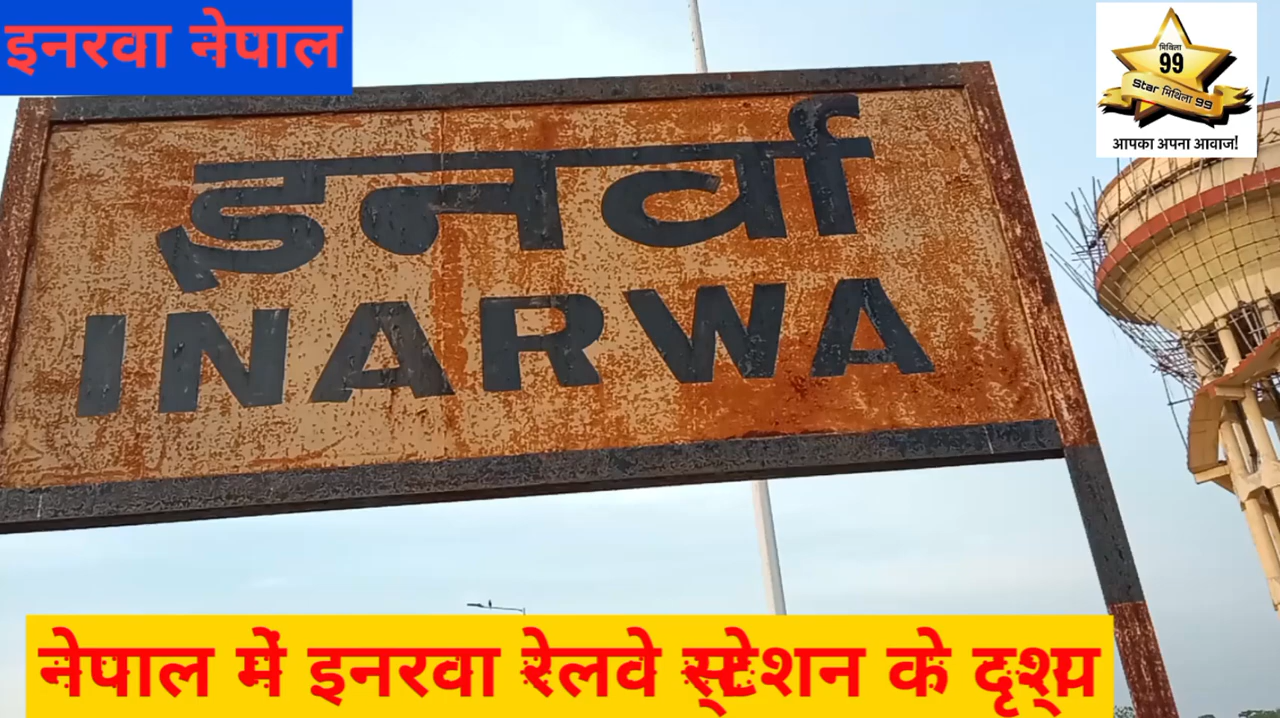 इनरवा नेपाल
मिथिला
99
Star मिथिला 99
आपका अपना आवाज!
इनर्वा
INARWA
नेपाल में इनरवा रेलवे स्टेशन के दृश्य